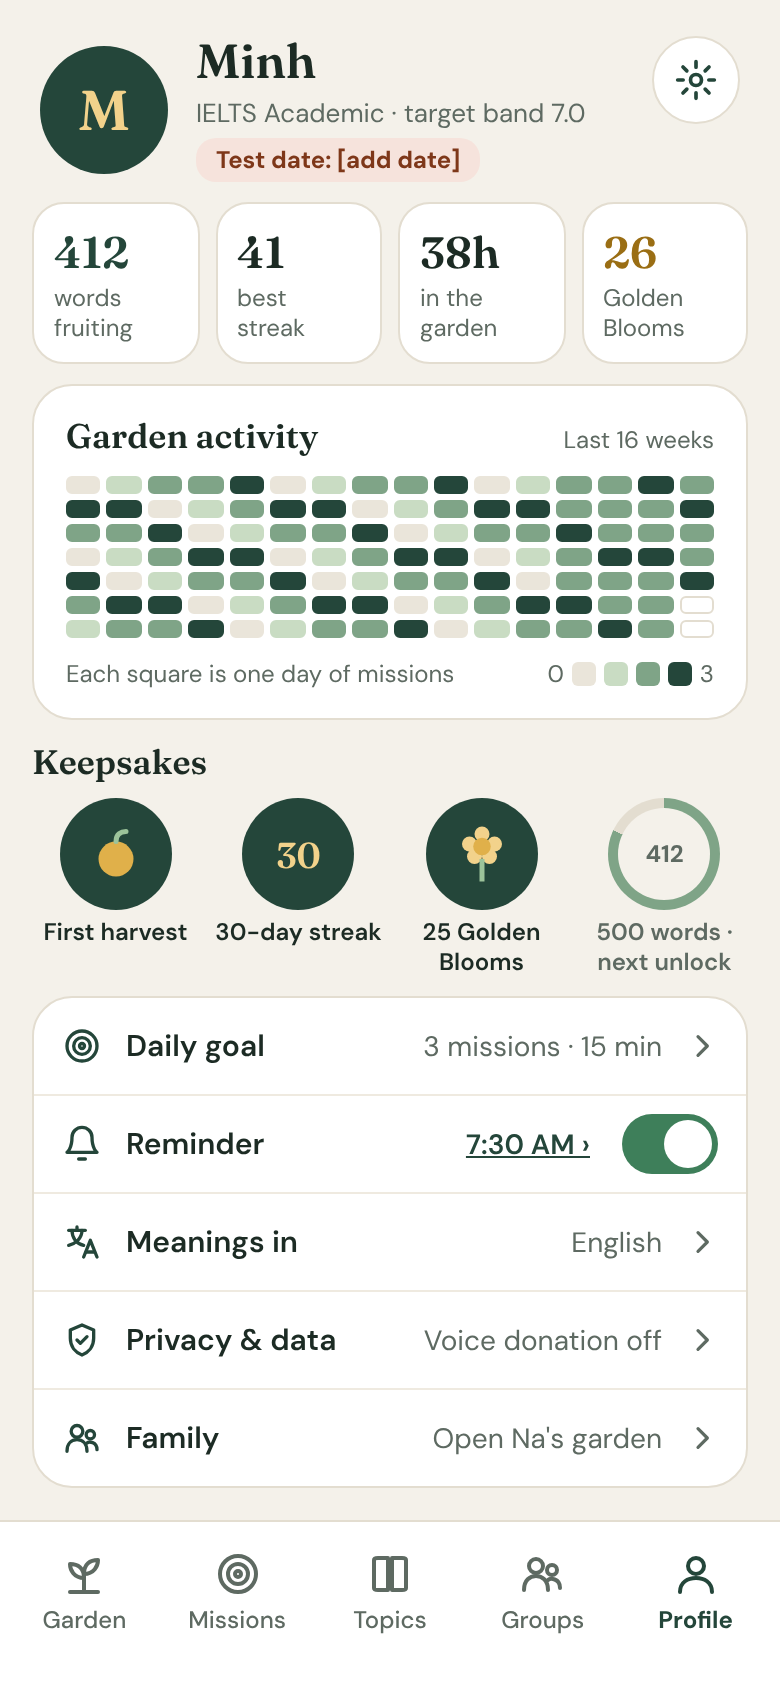 M
Minh
IELTS Academic · target band 7.0
Test date: [add date]
412
words
fruiting
41
best
streak
38h
in the
garden
26
Golden
Blooms
Garden activity
Last 16 weeks
Each square is one day of missions
0
3
Keepsakes
First harvest
30
30-day streak
25 Golden
Blooms
412
500 words ·
next unlock
Daily goal
3 missions · 15 min
Reminder
7:30 AM ›
Meanings in
English
Privacy & data
Voice donation off
Family
Open Na's garden
Garden
Missions
Topics
Groups
Profile